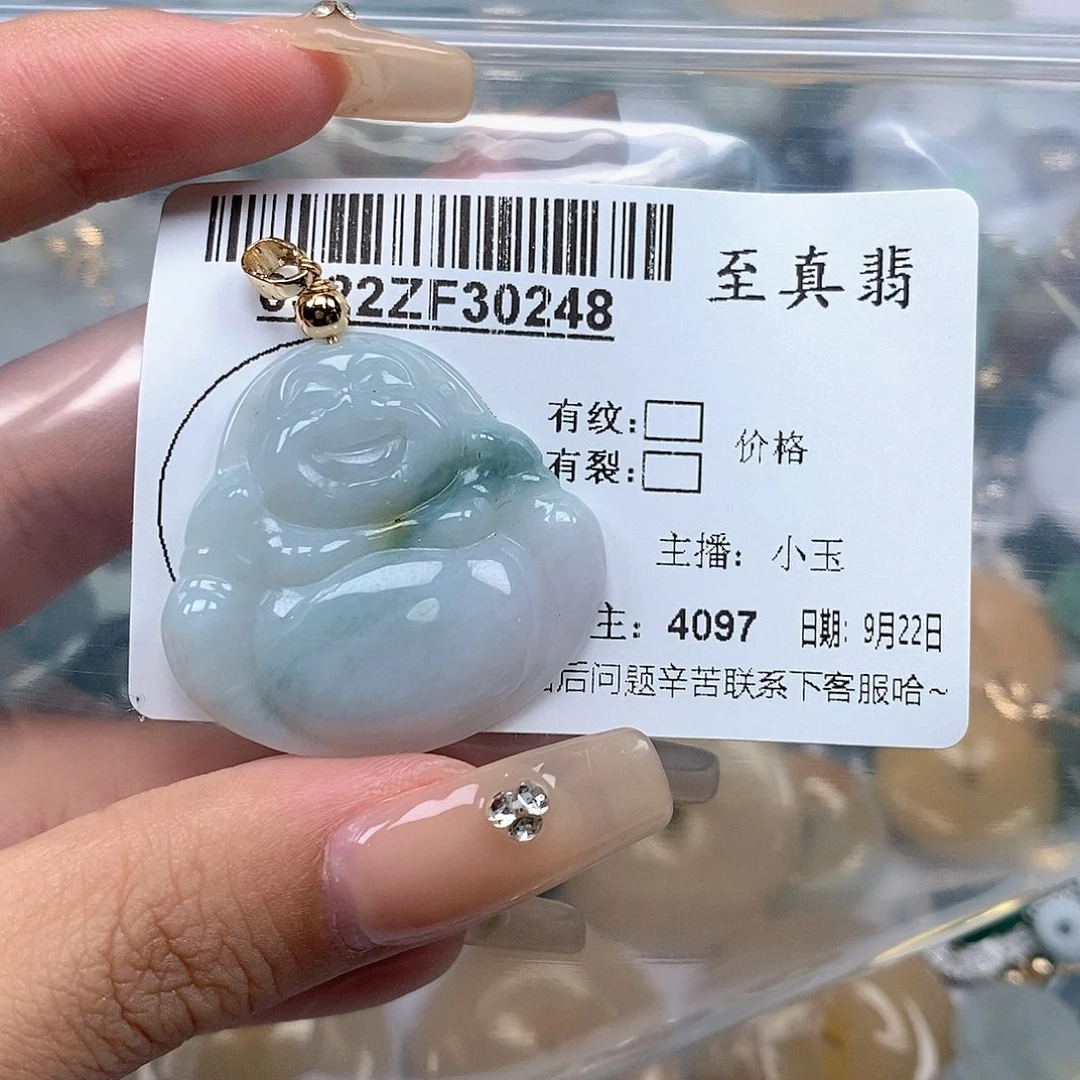 至真翡
22ZF30248
有纹：
有裂：
价格
主播：小玉
主：4097 日期：9月22日
后问题辛苦联系下客服哈~